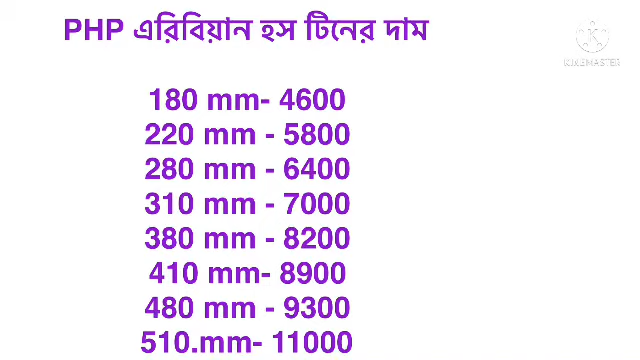 PHP এরিবিয়ান হস টিনের দাম
KINEMASTER
180 mm- 4600
220 mm - 5800
280 mm - 6400
310 mm - 7000
380 mm - 8200
410 mm- 8900
480 mm - 9300
510.mm- 11000